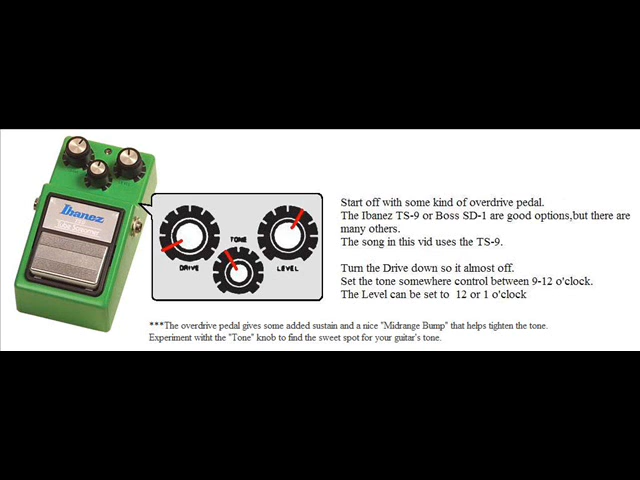 Start off with some kind of overdrive pedal.
The Ibanez TS-9 or Boss SD-1 are good options,but there are
many others.
The song in this vid uses the TS-9.
Turn the Drive down so it almost off.
Set the tone somewhere control between 9-12 o'clock.
The Level can be set to 12 or 1 o'clock
Ibanez
Tube Screamer
TONE
DRIVE
LEVEL
***The overdrive pedal gives some added sustain and a nice "Midrange Bump" that helps tighten the tone.
Experiment witht the "Tone" knob to find the sweet spot for your guitar's tone.